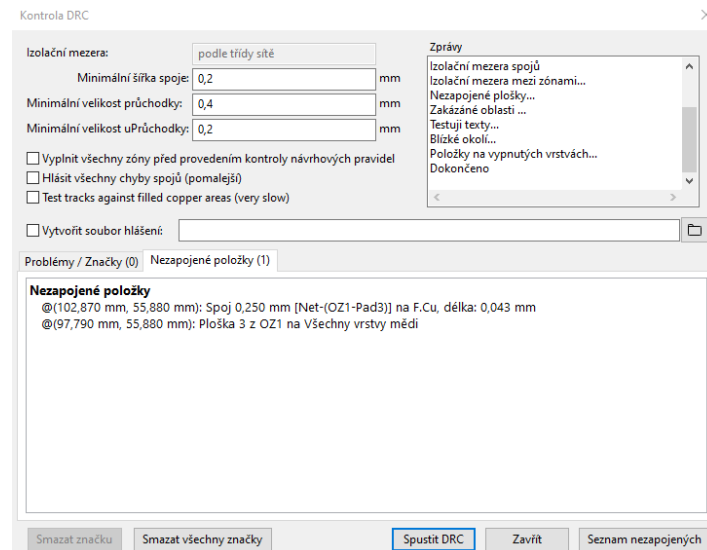 Kontrola DRC
Izolační mezera: podle třídy sítě
Minimální šířka spoje: 0,2 mm
Minimální velikost průchodky: 0,4 mm
Minimální velikost uPrůchodky: 0,2 mm
Vyplnit všechny zóny před provedením kontroly návrhových pravidel
Hlásit všechny chyby spojů (pomalejší)
Test tracks against filled copper areas (very slow)
Zprávy
Izolační mezera spojů
Izolační mezera mezi zónami...
Nezapojené plošky...
Zakázáné oblasti ...
Testuji texty...
Blízké okolí...
Položky na vypnutých vrstvách...
Dokončeno
Vytvořit soubor hlášení:
Problémy / Značky (0) Nezapojené položky (1)
Nezapojené položky
@(102,870 mm, 55,880 mm): Spoj 0,250 mm [Net-(OZ1-Pad3)] na F.Cu, délka: 0,043 mm
@(97,790 mm, 55,880 mm): Ploška 3 z OZ1 na Všechny vrstvy mědi
Smazat značku Smazat všechny značky Spustit DRC Zavřít Seznam nezapojených